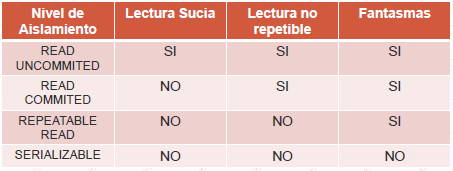 Nivel de Aislamiento Lectura Sucia Lectura no repetible Fantasmas
READ UNCOMMITED SI SI SI
READ COMMITED NO SI SI
REPEATABLE READ NO NO SI
SERIALIZABLE NO NO NO